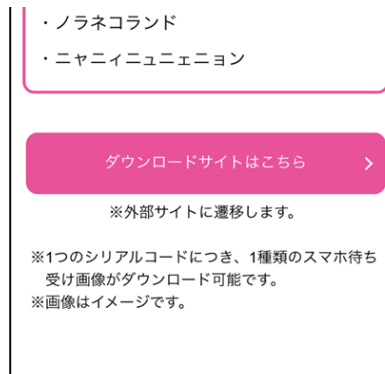 ・ノラネコランド
・ニャニィニュニェニョン
ダウンロードサイトはこちら
※外部サイトに遷移します。
※1つのシリアルコードにつき、1種類のスマホ待ち
受け画像がダウンロード可能です。
※画像はイメージです。